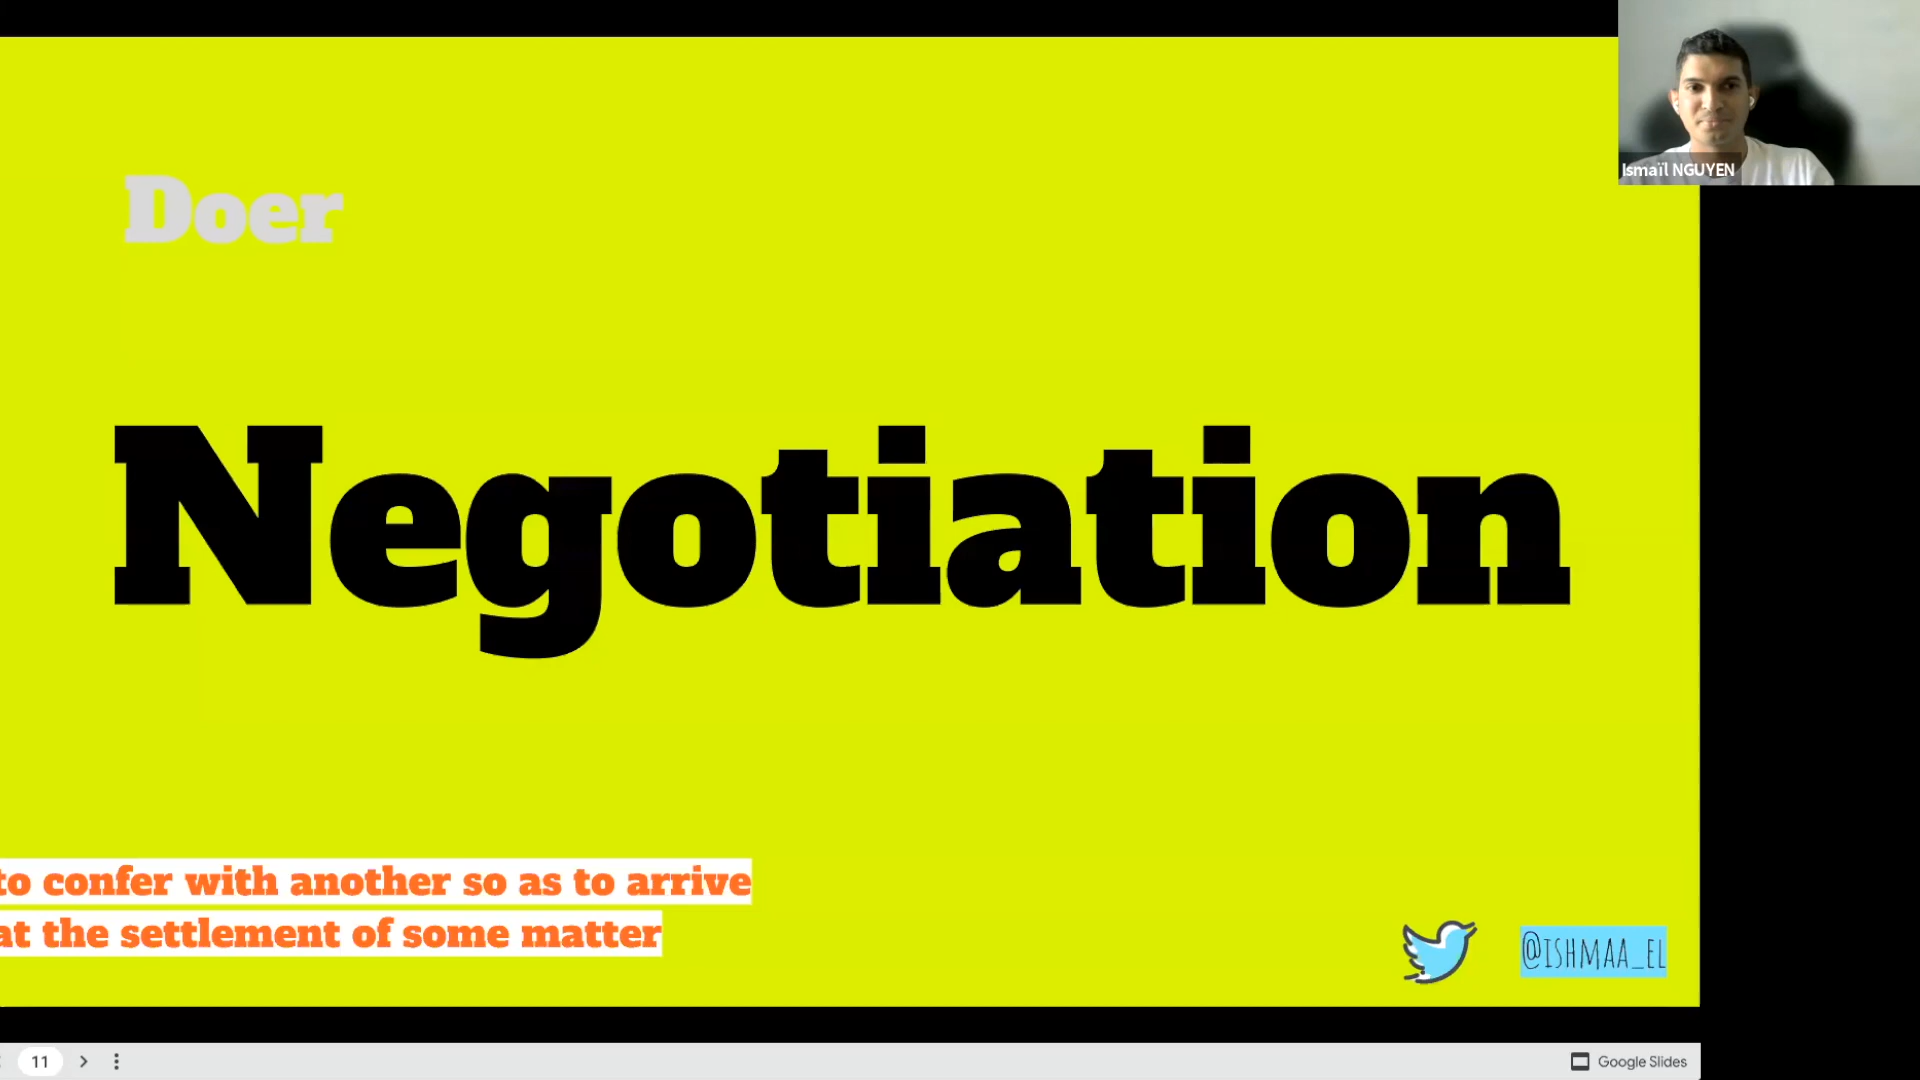 Doer
Ismaïl NGUYEN
Negotiation
to confer with another so as to arrive
at the settlement of some matter
@ISHMAA_EL
11
Google Slides